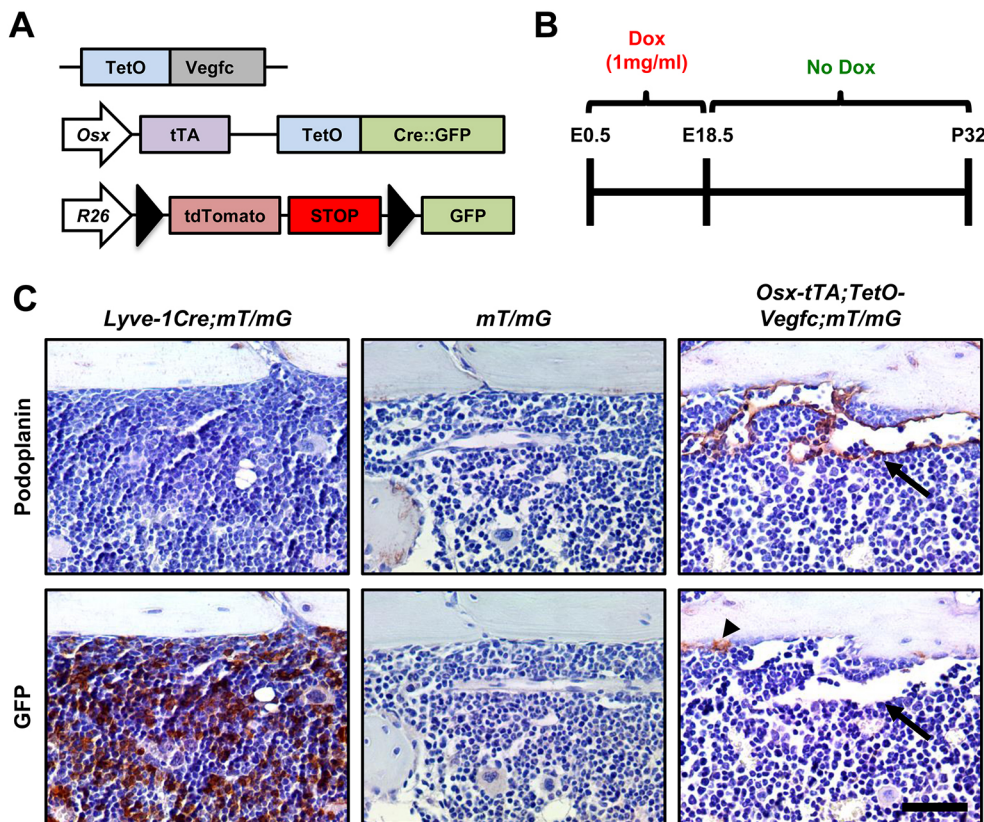 A
TetO Vegfc
Osx tTA TetO Cre::GFP
R26 tdTomato STOP GFP
B
Dox
(1mg/ml)
No Dox
E0.5 E18.5 P32
C
Lyve-1Cre;mT/mG
mT/mG
Osx-tTA;TetO-
Vegfc;mT/mG
Podoplanin
GFP